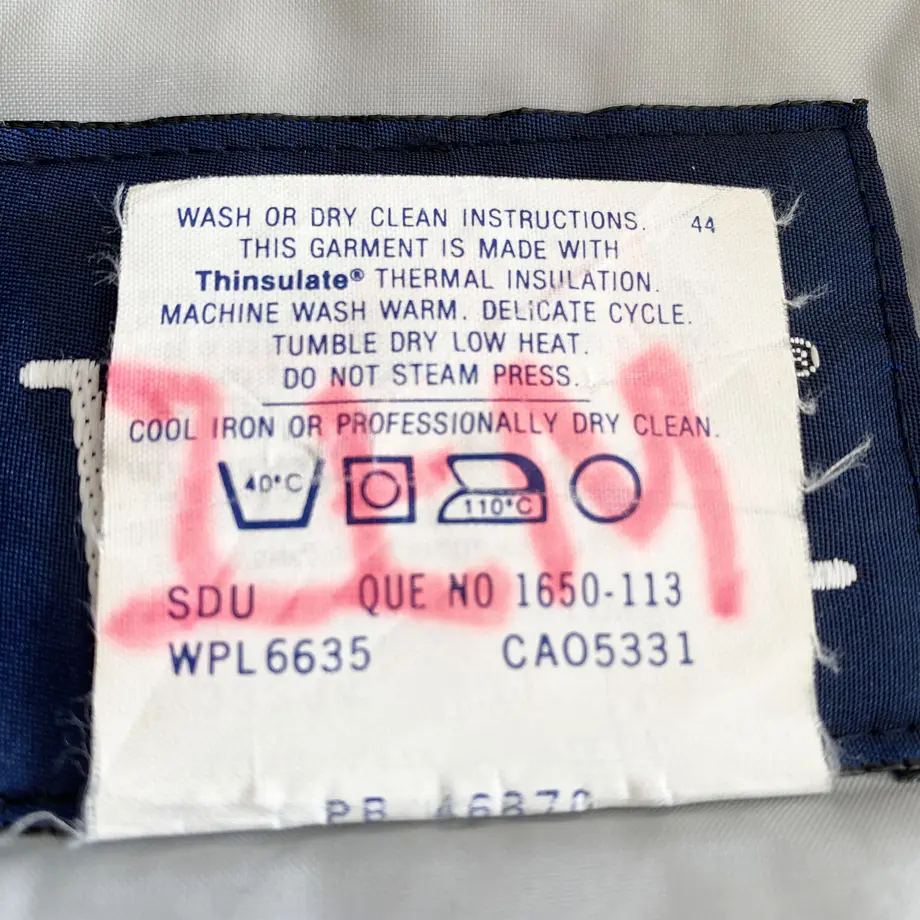 WASH OR DRY CLEAN INSTRUCTIONS. 44
THIS GARMENT IS MADE WITH
Thinsulate® THERMAL INSULATION.
MACHINE WASH WARM. DELICATE CYCLE.
TUMBLE DRY LOW HEAT.
DO NOT STEAM PRESS.
COOL IRON OR PROFESSIONALLY DRY CLEAN.
40°C 110°C
SDU QUE NO 1650-113
WPL6635 CA05331